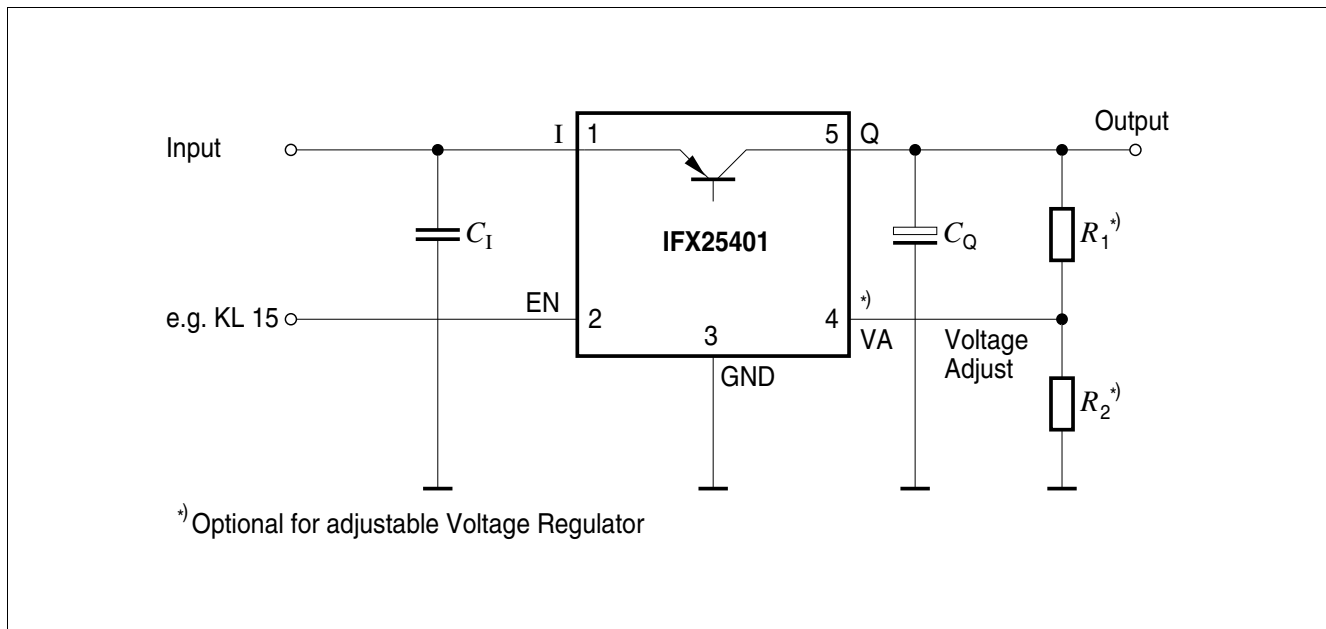 Input
I
1
5
Q
Output
C_I
IFX25401
C_Q
R_1 *)
e.g. KL 15
EN
2
3
4
*)
VA
Voltage
Adjust
GND
R_2 *)
*) Optional for adjustable Voltage Regulator